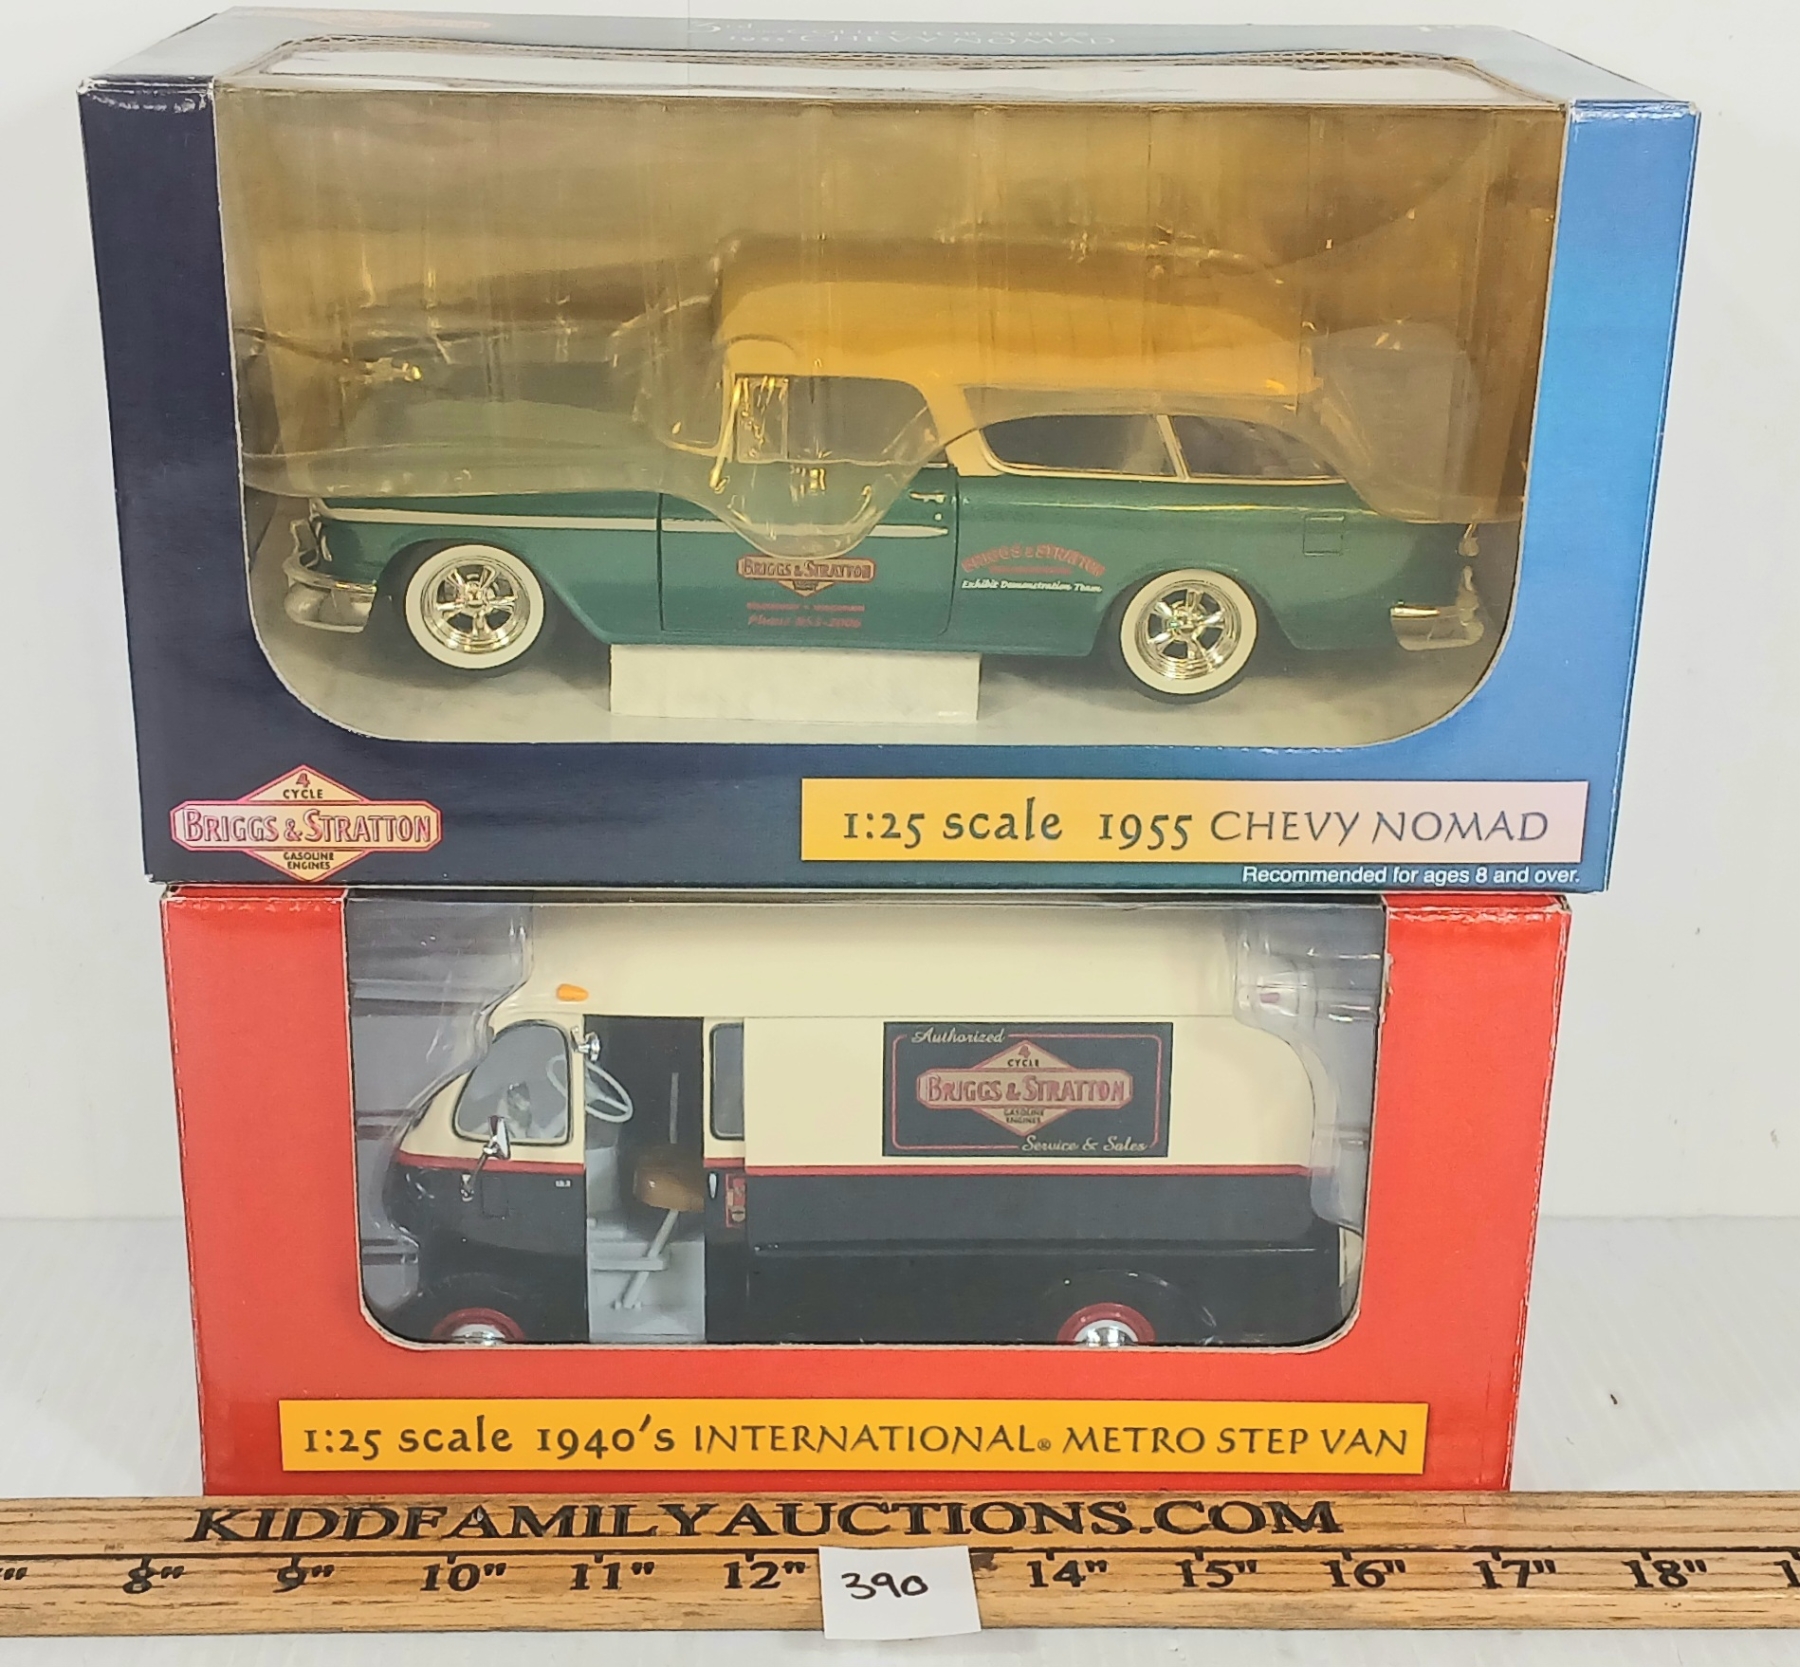 BRIGGS & STRATTON
BRIGGS & STRATTON
Exhibit Demonstration Team
4
CYCLE
BRIGGS & STRATTON
GASOLINE
ENGINES
1:25 scale 1955 CHEVY NOMAD
Recommended for ages 8 and over.
Authorized
4
CYCLE
BRIGGS & STRATTON
GASOLINE
ENGINES
Service & Sales
1:25 scale 1940's INTERNATIONAL® METRO STEP VAN
KIDDFAMILYAUCTIONS.COM
8" 9" 10" 11" 12" 14" 15" 16" 17" 18"
390